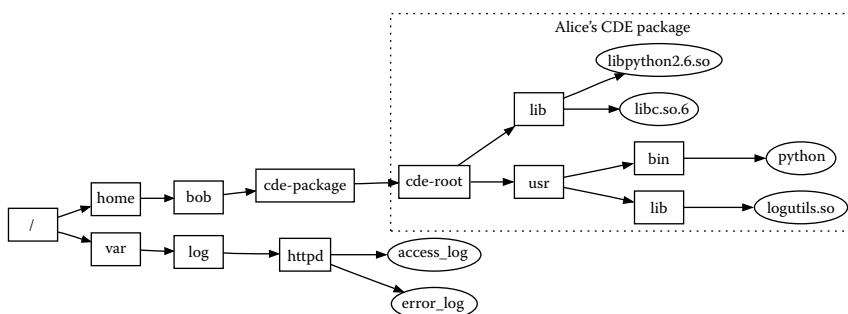 Alice's CDE package
libpython2.6.so
lib
libc.so.6
bin
python
cde-root
usr
cde-package
home
bob
lib
logutils.so
/
var
log
httpd
access_log
error_log